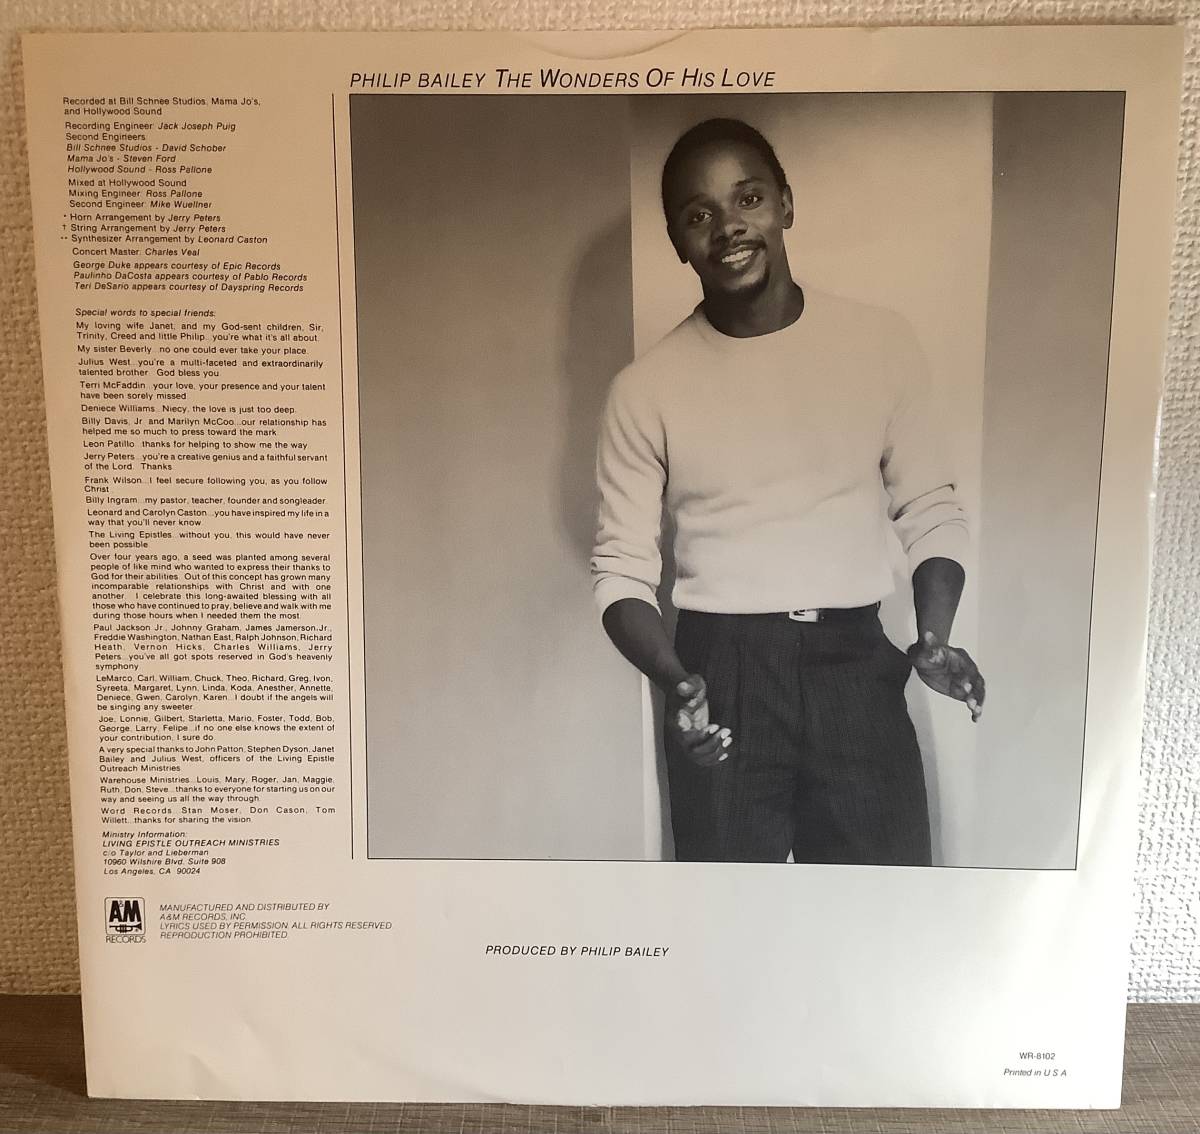 PHILIP BAILEY THE WONDERS OF HIS LOVE
Recorded at Bill Schnee Studios, Mama Jo's,
and Hollywood Sound
Recording Engineer: Jack Joseph Puig
Second Engineers
Bill Schnee Studios - David Schober
Mama Jo's - Steven Ford
Hollywood Sound - Ross Pallone
Mixed at Hollywood Sound
Mixing Engineer: Ross Pallone
Second Engineer: Mike Wuellner
* Horn Arrangement by Jerry Peters
† String Arrangement by Jerry Peters
** Synthesizer Arrangement by Leonard Caston
Concert Master: Charles Veal
George Duke appears courtesy of Epic Records
Paulinho DaCosta appears courtesy of Pablo Records
Teri DeSario appears courtesy of Dayspring Records
Special words to special friends:
My loving wife Janet, and my God-sent children, Sir,
Trinity, Creed and little Philip...you're what it's all about.
My sister Beverly...no one could ever take your place.
Julius West...you're a multi-faceted and extraordinarily
talented brother. God bless you.
Terri McFaddin...your love, your presence and your talent
have been sorely missed.
Deniece Williams...Niecy, the love is just too deep.
Billy Davis, Jr. and Marilyn McCoo...our relationship has
helped me so much to press toward the mark.
Leon Patillo...thanks for helping to show me the way.
Jerry Peters...you're a creative genius and a faithful servant
of the Lord. Thanks.
Frank Wilson...I feel secure following you, as you follow
Christ.
Billy Ingram...my pastor, teacher, founder and songleader.
Leonard and Carolyn Caston...you have inspired my life in a
way that you'll never know.
The Living Epistles...without you, this would have never
been possible.
Over four years ago, a seed was planted among several
people of like mind who wanted to express their thanks to
God for their abilities. Out of this concept has grown many
incomparable relationships with Christ and with one
another. I celebrate this long-awaited blessing with all
those who have continued to pray, believe and walk with me
during those hours when I needed them the most.
Paul Jackson Jr., Johnny Graham, James Jamerson, Jr.,
Freddie Washington, Nathan East, Ralph Johnson, Richard
Heath, Vernon Hicks, Charles Williams, Jerry
Peters...you've all got spots reserved in God's heavenly
symphony.
LeMarco, Carl, William, Chuck, Theo, Richard, Greg, Ivon,
Syreeta, Margaret, Lynn, Linda, Koda, Anesther, Annette,
Deniece, Gwen, Carolyn, Karen...I doubt if the angels will
be singing any sweeter.
Joe, Lonnie, Gilbert, Starletta, Mario, Foster, Todd, Bob,
George, Larry, Felipe...if no one else knows the extent of
your contribution, I sure do.
A very special thanks to John Patton, Stephen Dyson, Janet
Bailey and Julius West, officers of the Living Epistle
Outreach Ministries.
Warehouse Ministries...Louis, Mary, Roger, Jan, Maggie,
Ruth, Don, Steve...thanks to everyone for starting us on our
way and seeing us all the way through.
Word Records...Stan Moser, Don Cason, Tom
Willett...thanks for sharing the vision.
Ministry Information:
LIVING EPISTLE OUTREACH MINISTRIES
c/o Taylor and Lieberman
10960 Wilshire Blvd. Suite 908
Los Angeles, CA 90024
A&M
RECORDS
MANUFACTURED AND DISTRIBUTED BY
A&M RECORDS, INC.
LYRICS USED BY PERMISSION. ALL RIGHTS RESERVED.
REPRODUCTION PROHIBITED.
PRODUCED BY PHILIP BAILEY
WR-8102
Printed in U S A